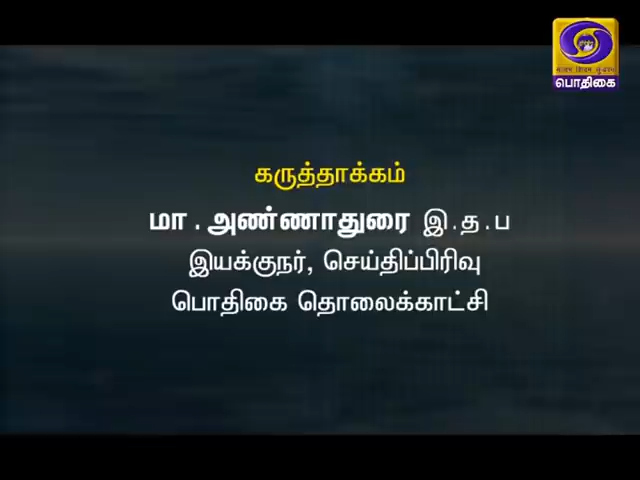 பொதிகை
கருத்தாக்கம்
மா . அண்ணாதுரை இ.த.ப
இயக்குநர், செய்திப்பிரிவு
பொதிகை தொலைக்காட்சி